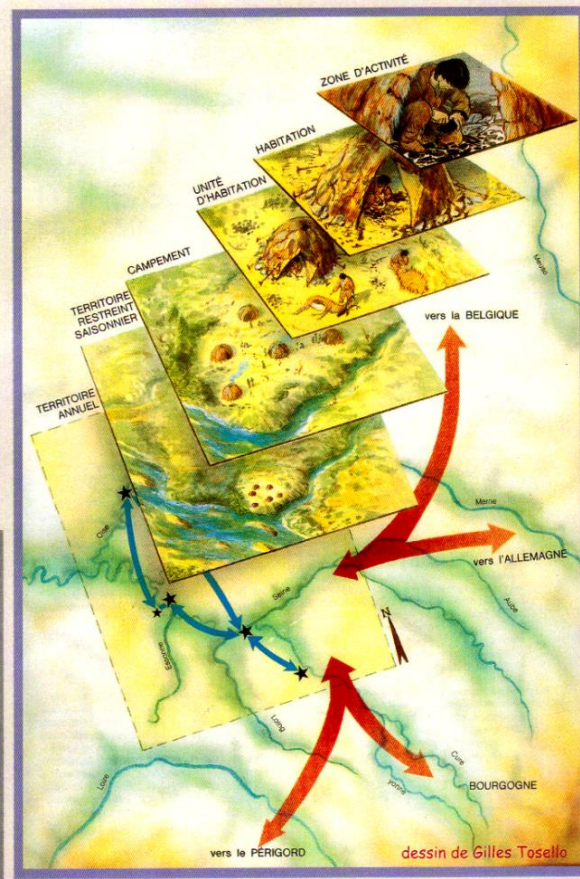 ZONE D'ACTIVITÉ
HABITATION
UNITÉ
D'HABITATION
CAMPEMENT
TERRITOIRE
RESTREINT
SAISONNIER
TERRITOIRE
ANNUEL
Meuse
vers la BELGIQUE
Oise
Marne
vers l'ALLEMAGNE
Seine
Aube
N
Essonne
Loing
Loire
Cure
Yonne
BOURGOGNE
vers le PÉRIGORD
dessin de Gilles Tosello